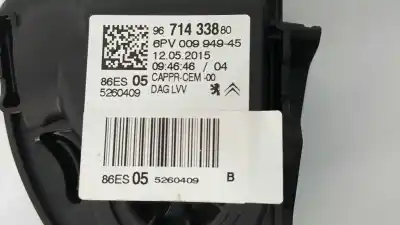 96 714 338 80
6PV 009 949-45
12.05.2015
09:46:46 / 04
86ES 05 CAPPR-CEM -00
5260409 DAG LVV
86ES 05 5260409 B